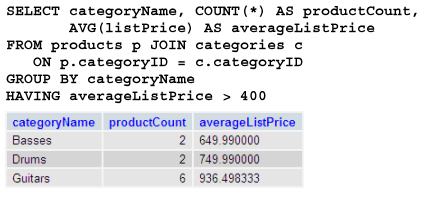 SELECT categoryName, COUNT(*) AS productCount,
AVG(listPrice) AS averageListPrice
FROM products p JOIN categories c
ON p.categoryID = c.categoryID
GROUP BY categoryName
HAVING averageListPrice > 400
categoryName productCount averageListPrice
Basses 2 649.990000
Drums 2 749.990000
Guitars 6 936.498333